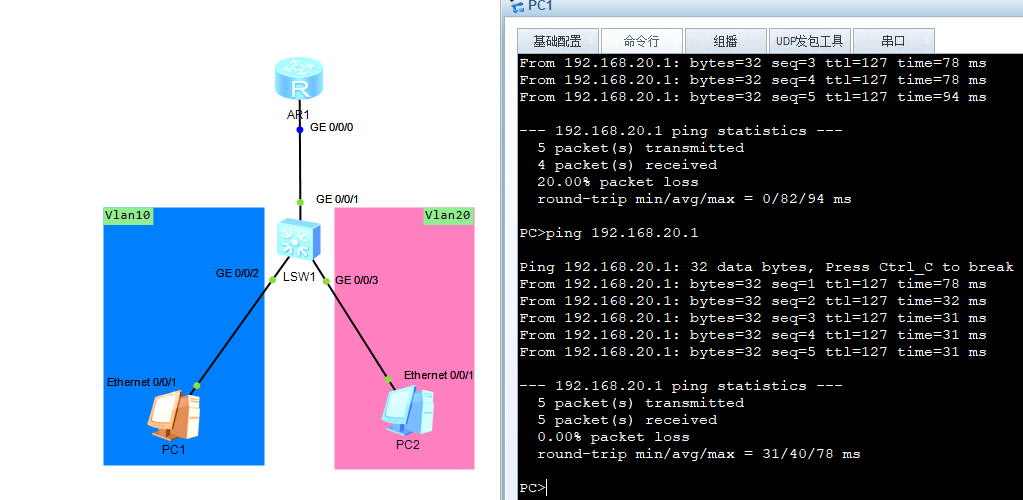 AR1
GE 0/0/0
GE 0/0/1
Vlan10
Vlan20
GE 0/0/2
LSW1
GE 0/0/3
Ethernet 0/0/1
Ethernet 0/0/1
PC1
PC2
PC1
基础配置
命令行
组播
UDP发包工具
串口
From 192.168.20.1: bytes=32 seq=3 ttl=127 time=78 ms
From 192.168.20.1: bytes=32 seq=4 ttl=127 time=78 ms
From 192.168.20.1: bytes=32 seq=5 ttl=127 time=94 ms
--- 192.168.20.1 ping statistics ---
5 packet(s) transmitted
4 packet(s) received
20.00% packet loss
round-trip min/avg/max = 0/82/94 ms
PC>ping 192.168.20.1
Ping 192.168.20.1: 32 data bytes, Press Ctrl_C to break
From 192.168.20.1: bytes=32 seq=1 ttl=127 time=78 ms
From 192.168.20.1: bytes=32 seq=2 ttl=127 time=32 ms
From 192.168.20.1: bytes=32 seq=3 ttl=127 time=31 ms
From 192.168.20.1: bytes=32 seq=4 ttl=127 time=31 ms
From 192.168.20.1: bytes=32 seq=5 ttl=127 time=31 ms
--- 192.168.20.1 ping statistics ---
5 packet(s) transmitted
5 packet(s) received
0.00% packet loss
round-trip min/avg/max = 31/40/78 ms
PC>